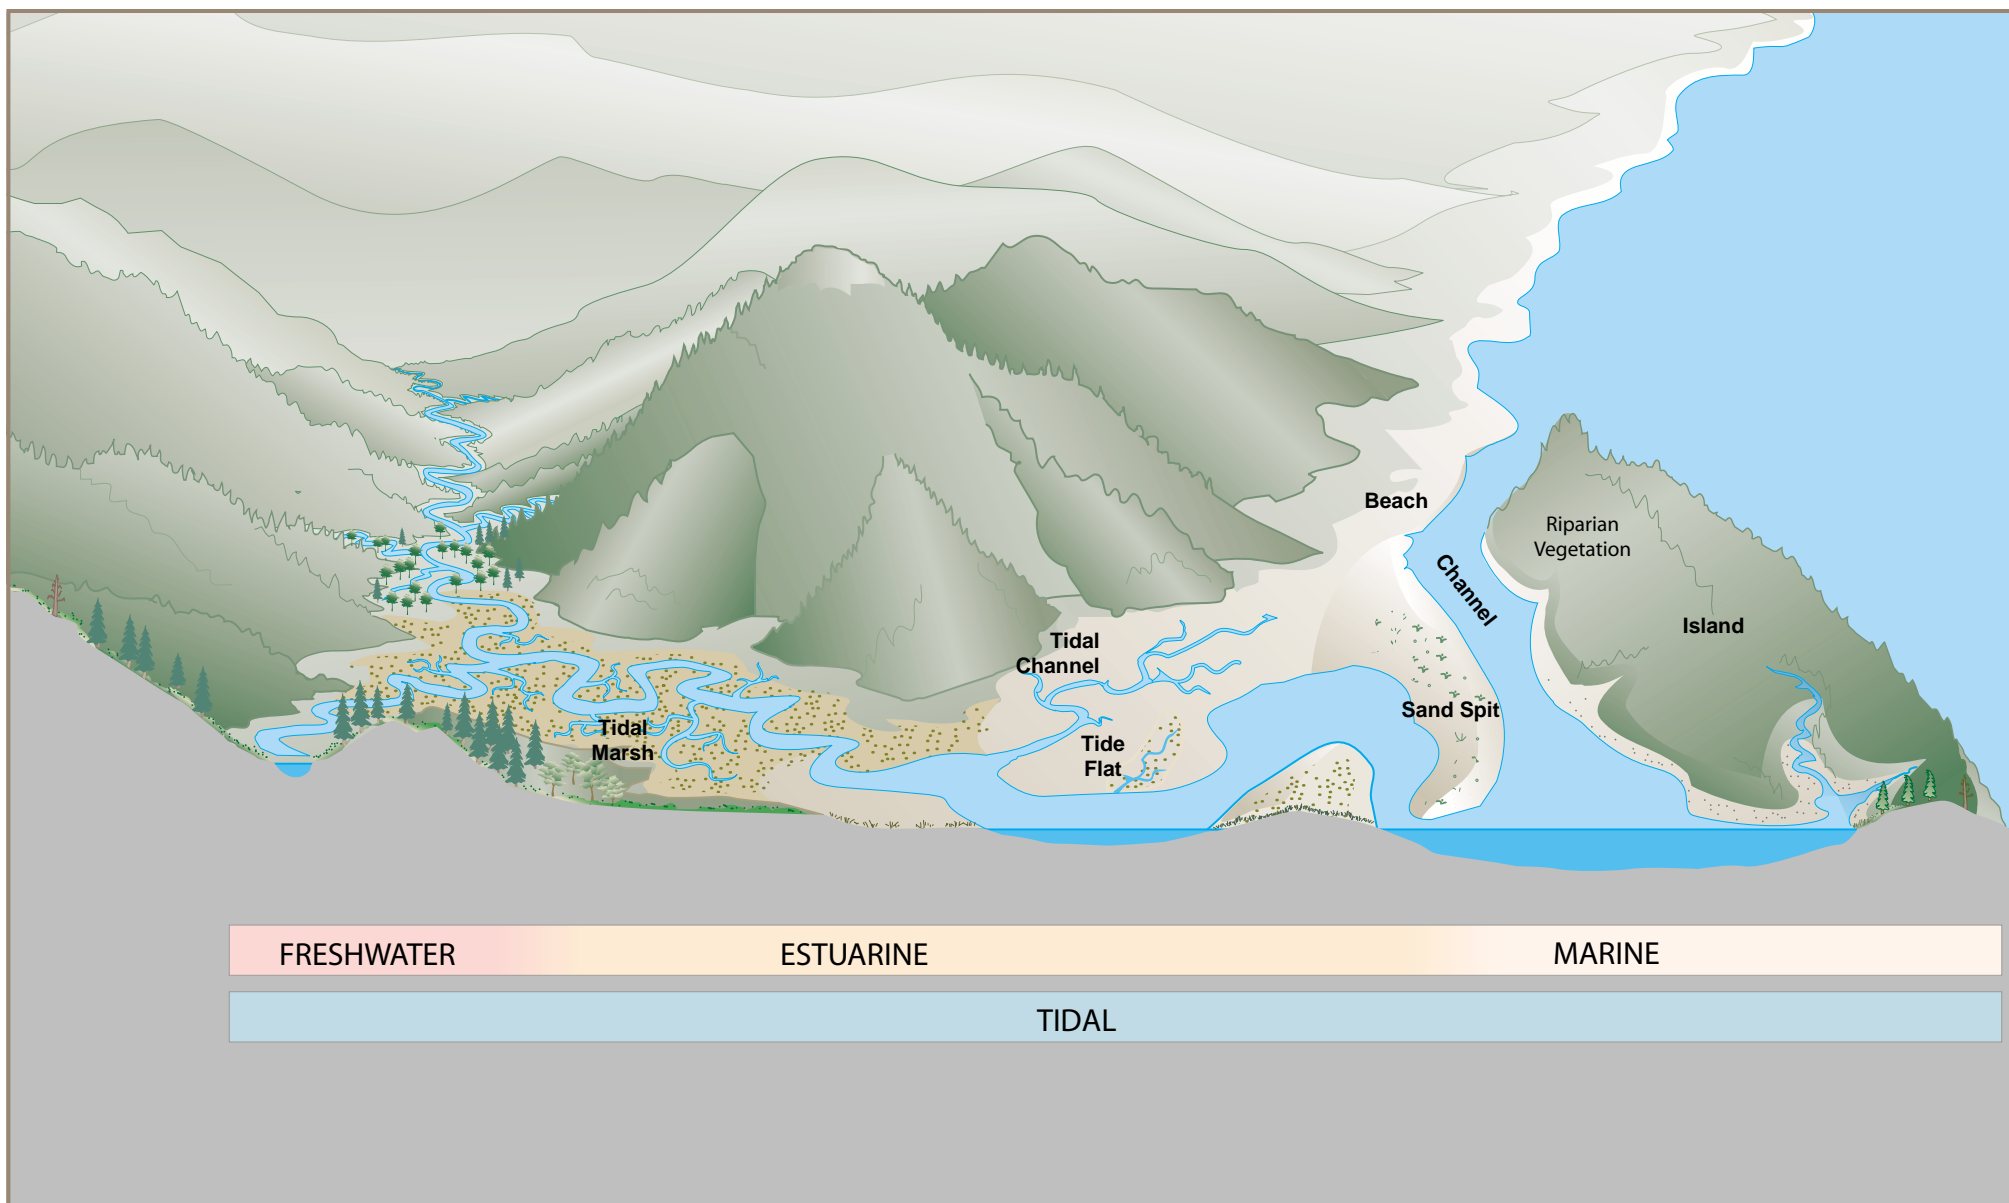 Beach
Riparian
Vegetation
Channel
Island
Tidal
Channel
Sand Spit
Tidal
Marsh
Tide
Flat
FRESHWATER
ESTUARINE
MARINE
TIDAL